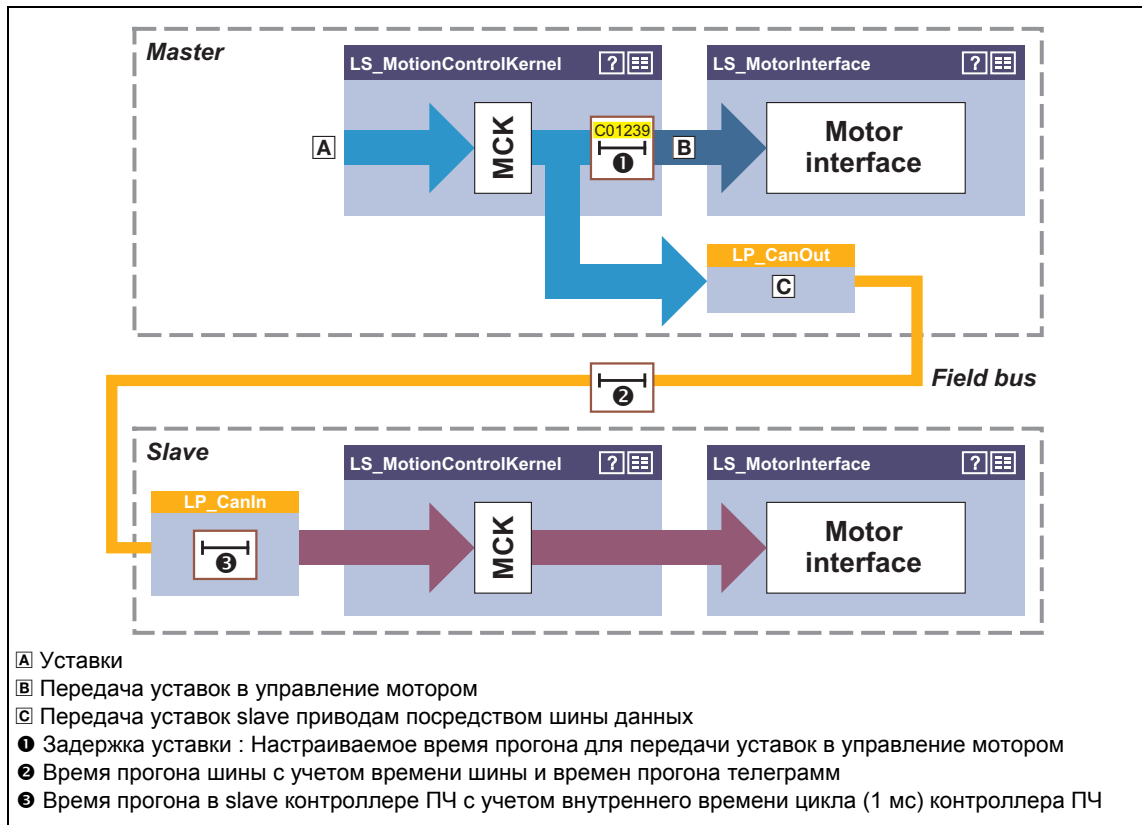 Master
LS_MotionControlKernel
LS_MotorInterface
A
MCK
C01239
❶
B
Motor
interface
LP_CanOut
C
Field bus
❷
Slave
LS_MotionControlKernel
LS_MotorInterface
LP_CanIn
❸
MCK
Motor
interface
A Уставки
B Передача уставок в управление мотором
C Передача уставок slave приводам посредством шины данных
❶ Задержка уставки : Настраиваемое время прогона для передачи уставок в управление мотором
❷ Время прогона шины с учетом времени шины и времен прогона телеграмм
❸ Время прогона в slave контроллере ПЧ с учетом внутреннего времени цикла (1 мс) контроллера ПЧ